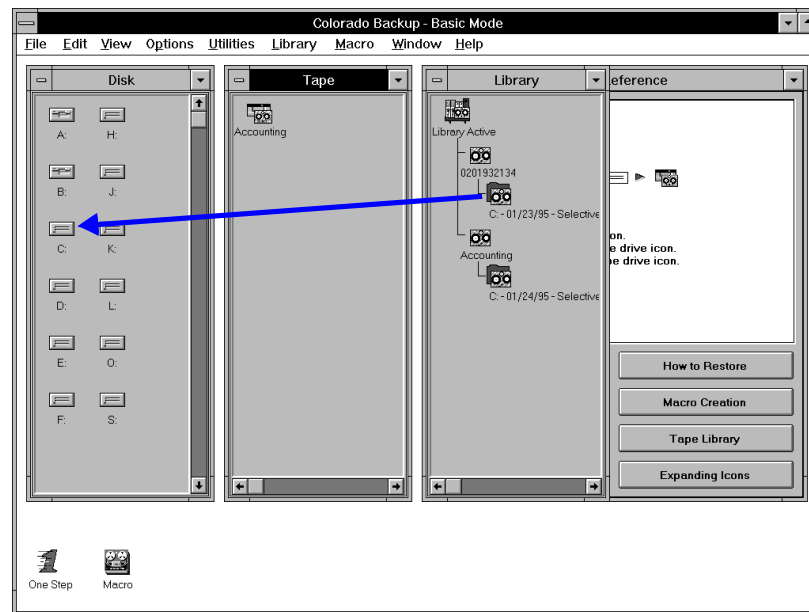 Colorado Backup - Basic Mode
File Edit View Options Utilities Library Macro Window Help
Disk
A: H:
B: J:
C: K:
D: L:
E: O:
F: S:
Tape
Accounting
Library
Library Active
0201932134
C: - 01/23/95 - Selective
Accounting
C: - 01/24/95 - Selective
eference
on.
e drive icon.
e drive icon.
How to Restore
Macro Creation
Tape Library
Expanding Icons
One Step
Macro